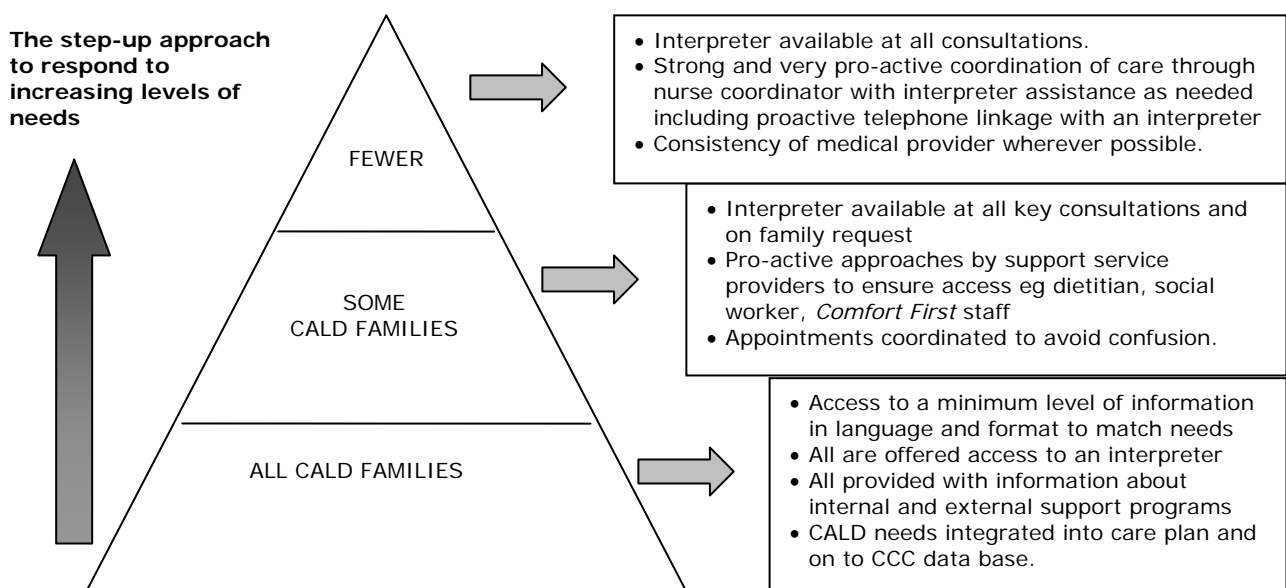 The step-up approach
to respond to
increasing levels of
needs
FEWER
• Interpreter available at all consultations.
• Strong and very pro-active coordination of care through
nurse coordinator with interpreter assistance as needed
including proactive telephone linkage with an interpreter
• Consistency of medical provider wherever possible.
SOME
CALD FAMILIES
• Interpreter available at all key consultations and
on family request
• Pro-active approaches by support service
providers to ensure access eg dietitian, social
worker, Comfort First staff
• Appointments coordinated to avoid confusion.
ALL CALD FAMILIES
• Access to a minimum level of information
in language and format to match needs
• All are offered access to an interpreter
• All provided with information about
internal and external support programs
• CALD needs integrated into care plan and
on to CCC data base.